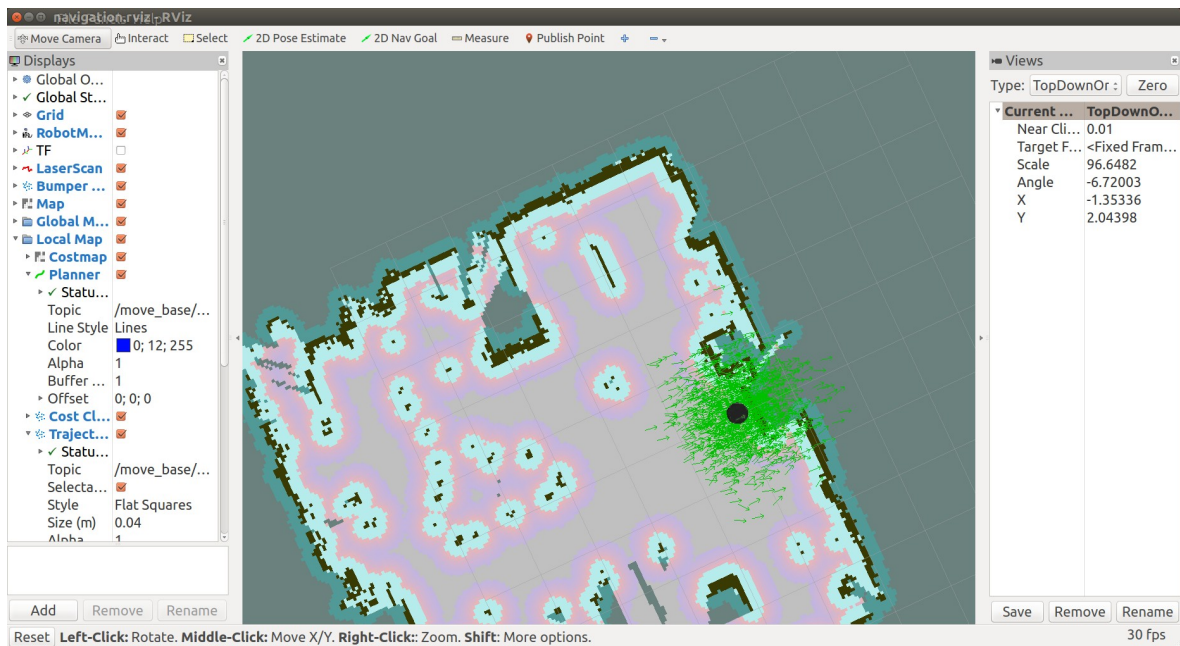 navigation.rviz - RViz
Move Camera Interact Select 2D Pose Estimate 2D Nav Goal Measure Publish Point
Displays
Global O...
Global St...
Grid
RobotM...
TF
LaserScan
Bumper ...
Map
Global M...
Local Map
Costmap
Planner
Statu...
Topic /move_base/...
Line Style Lines
Color 0; 12; 255
Alpha 1
Buffer ... 1
Offset 0; 0; 0
Cost Cl...
Traject...
Statu...
Topic /move_base/...
Selecta...
Style Flat Squares
Size (m) 0.04
Alpha 1
Add Remove Rename
Views
Type: TopDownOr Zero
Current ... TopDownO...
Near Cli... 0.01
Target F... <Fixed Fram...
Scale 96.6482
Angle -6.72003
X -1.35336
Y 2.04398
Save Remove Rename
Reset Left-Click: Rotate. Middle-Click: Move X/Y. Right-Click:: Zoom. Shift: More options. 30 fps